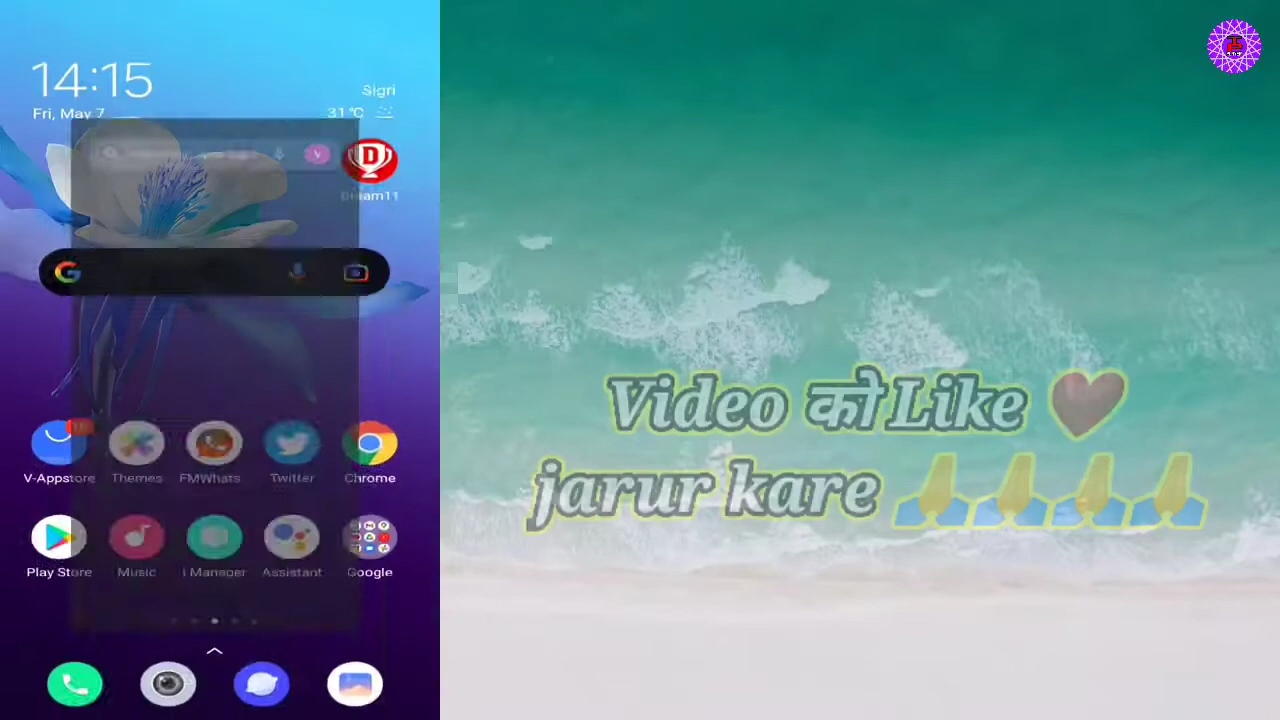 14:15
Sigri
Fri, May 7
31°C
Dream11
V-Appstore Themes FMWhats Twitter Chrome
Play Store Music i Manager Assistant Google
Video को Like ❤
jarur kare 🙏🙏🙏🙏